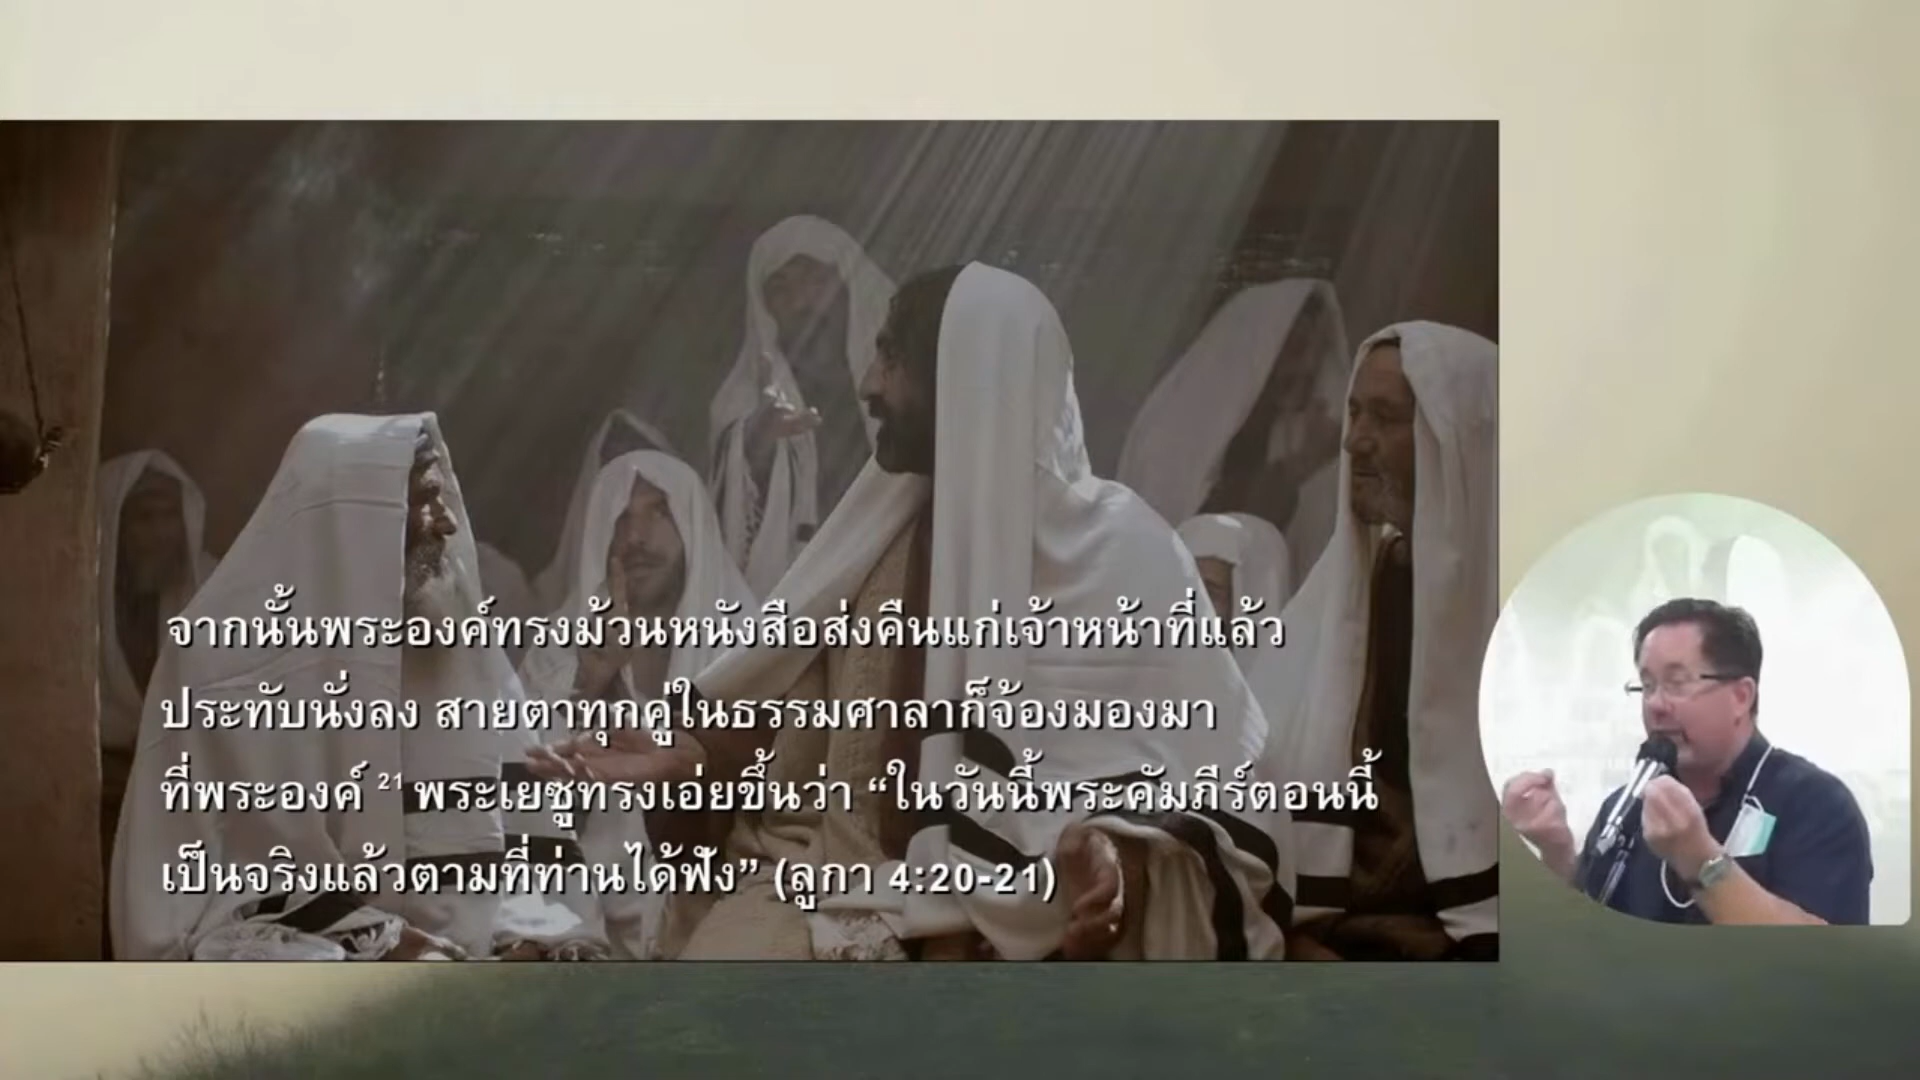 จากนั้นพระองค์ทรงม้วนหนังสือส่งคืนแก่เจ้าหน้าที่แล้ว
ประทับนั่งลง สายตาทุกคู่ในธรรมศาลาก็จ้องมองมา
ที่พระองค์ ²¹ พระเยซูทรงเอ่ยขึ้นว่า “ในวันนี้พระคัมภีร์ตอนนี้
เป็นจริงแล้วตามที่ท่านได้ฟัง” (ลูกา 4:20-21)